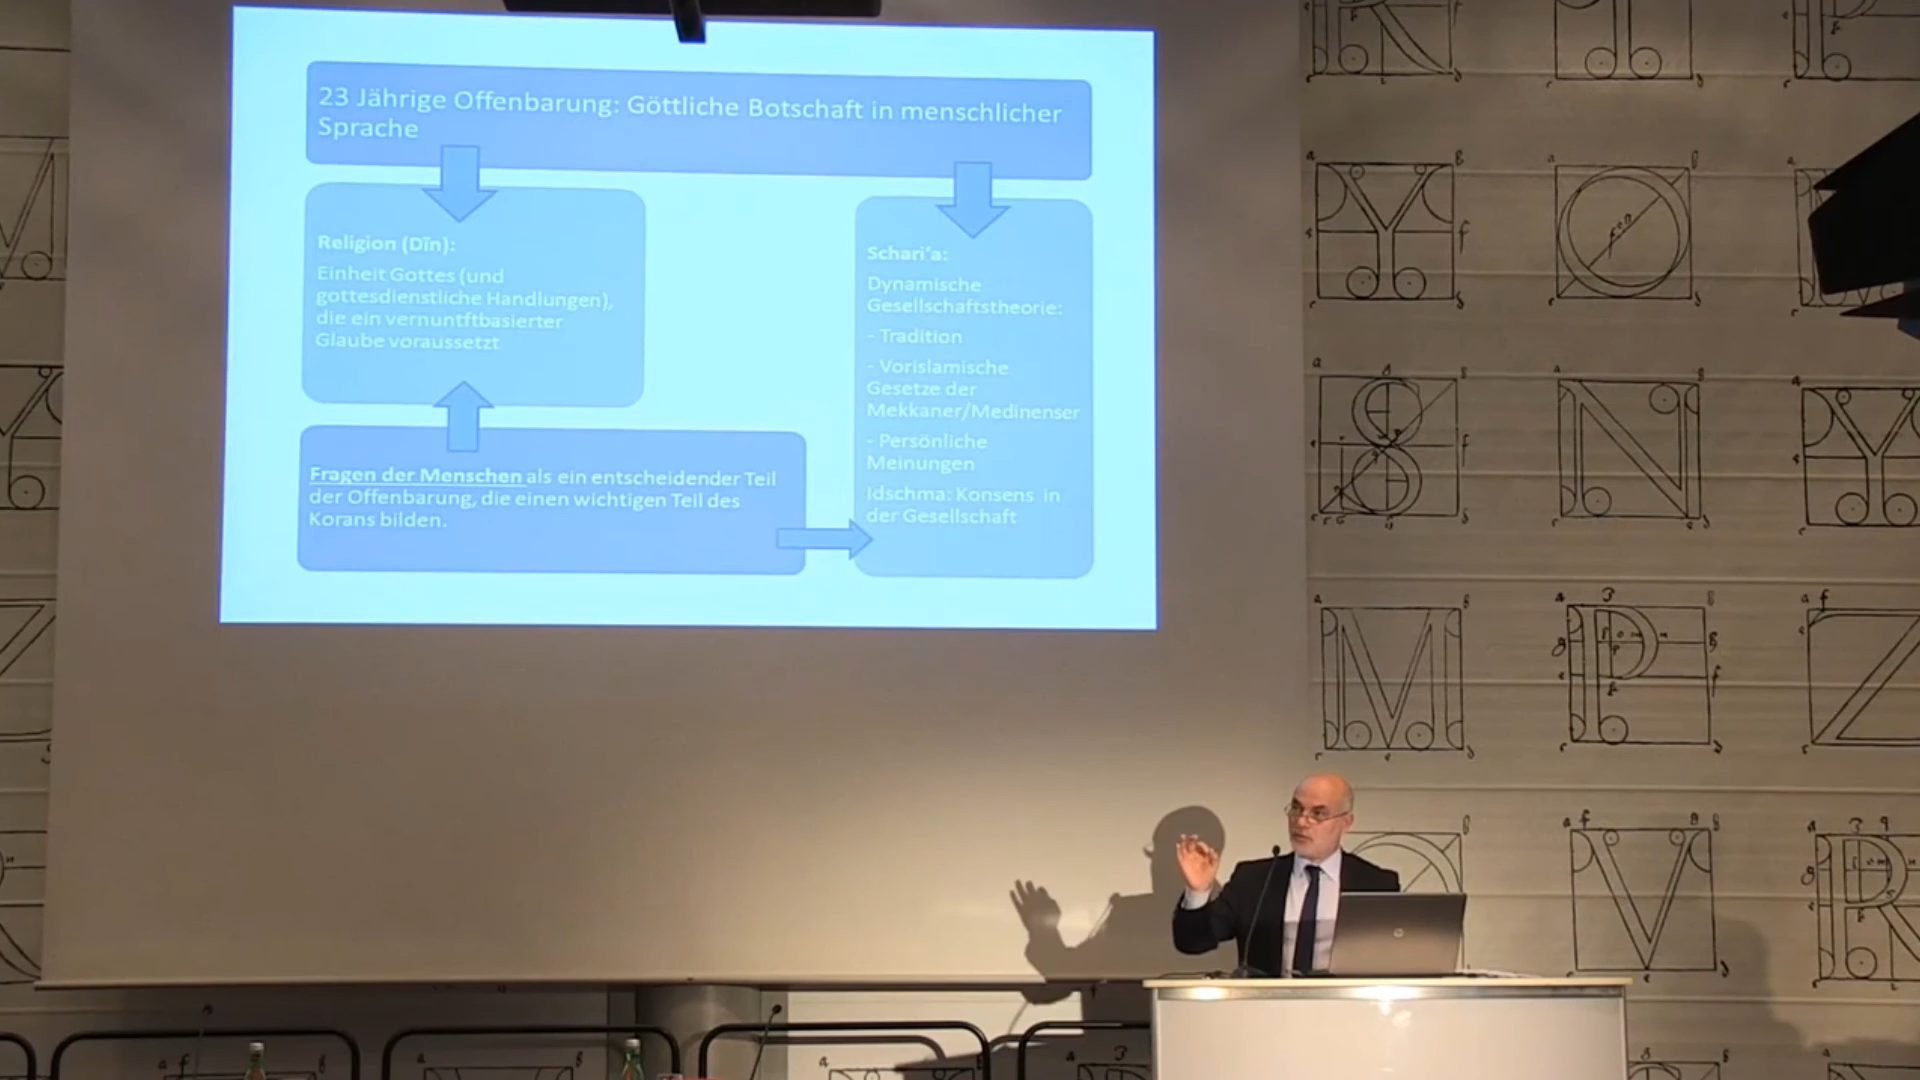 23 Jährige Offenbarung: Göttliche Botschaft in menschlicher
Sprache
Religion (Dīn):
Einheit Gottes (und
gottesdienstliche Handlungen),
die ein vernuntftbasierter
Glaube voraussetzt
Fragen der Menschen als ein entscheidender Teil
der Offenbarung, die einen wichtigen Teil des
Korans bilden.
Schari'a:
Dynamische
Gesellschaftstheorie:
- Tradition
- Vorislamische
Gesetze der
Mekkaner/Medinenser
- Persönliche
Meinungen
Idschma: Konsens in
der Gesellschaft
Y
O
S
N
Y
M
P
Z
V
R
hp